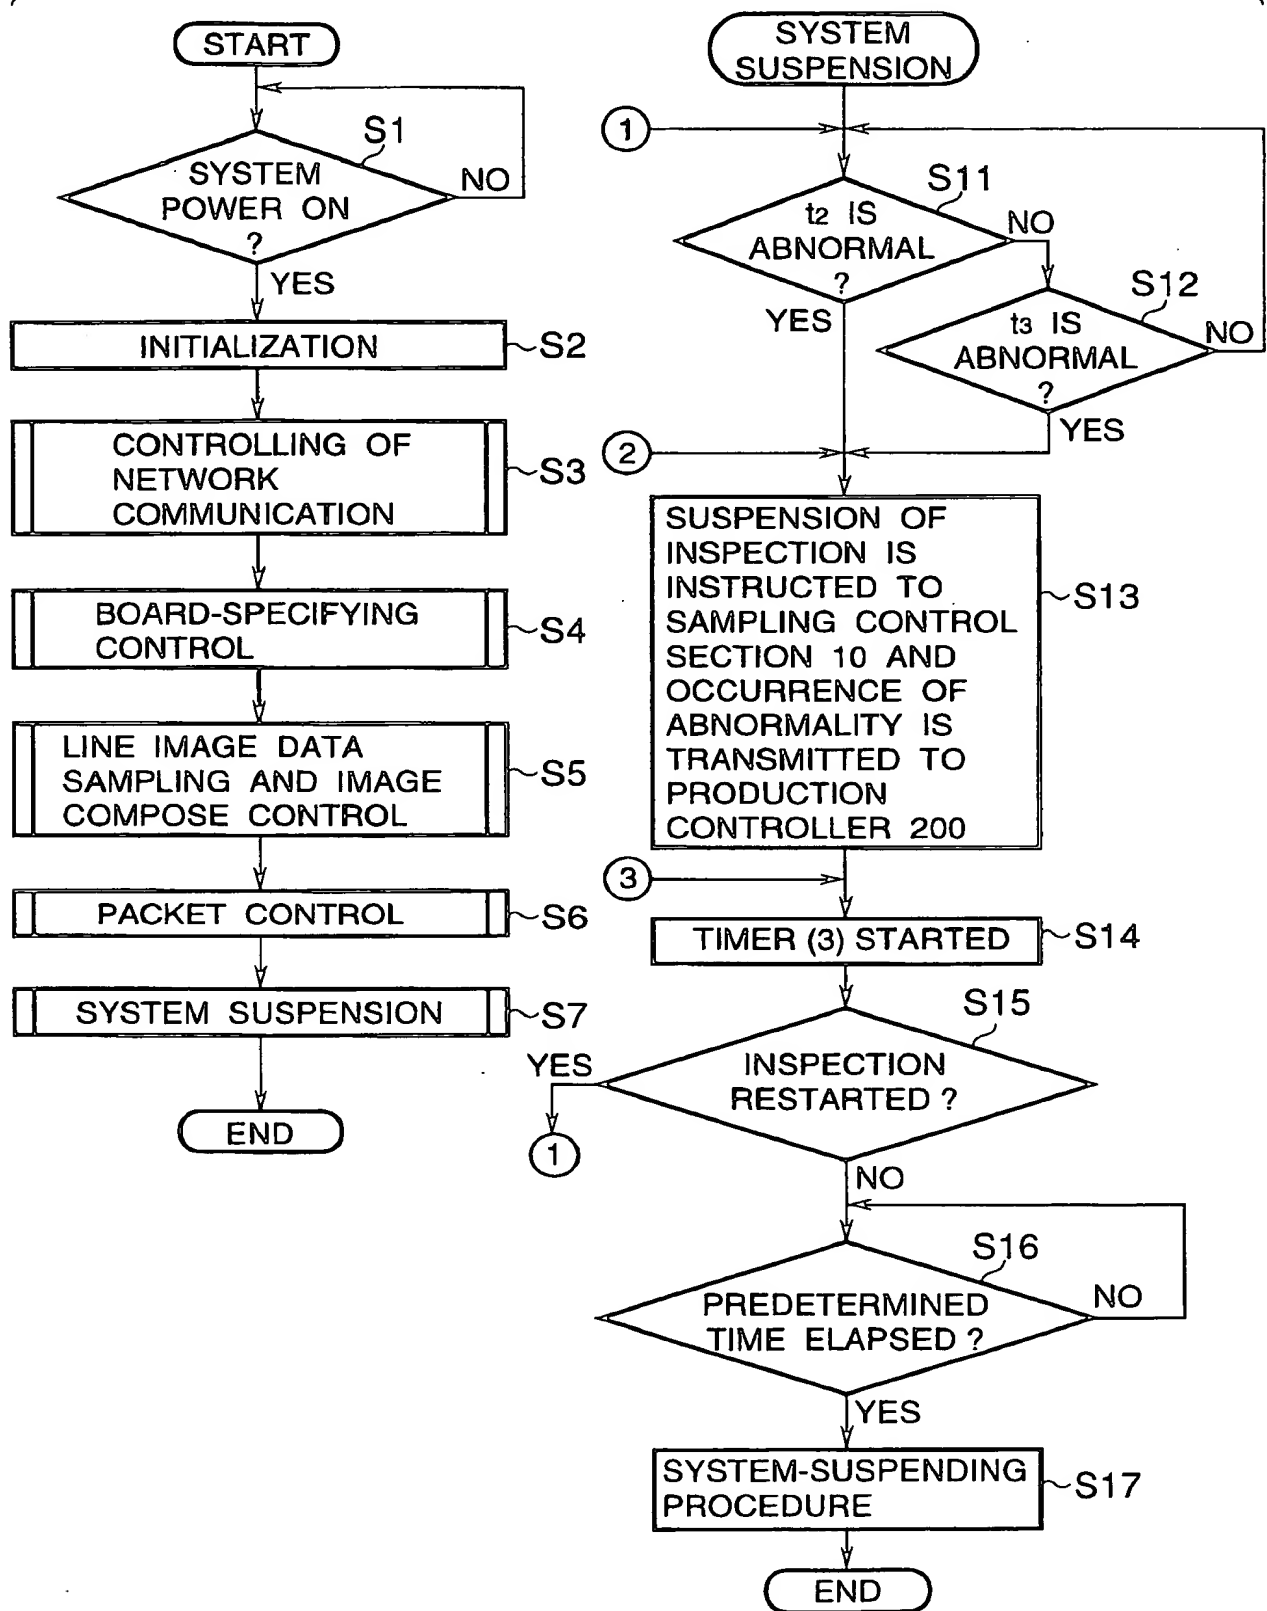 START
S1
SYSTEM
POWER ON
?
NO
YES
INITIALIZATION
S2
CONTROLLING OF
NETWORK
COMMUNICATION
S3
BOARD-SPECIFYING
CONTROL
S4
LINE IMAGE DATA
SAMPLING AND IMAGE
COMPOSE CONTROL
S5
PACKET CONTROL
S6
SYSTEM SUSPENSION
S7
END
SYSTEM
SUSPENSION
1
S11
t2 IS
ABNORMAL
?
NO
YES
S12
t3 IS
ABNORMAL
?
NO
YES
2
SUSPENSION OF
INSPECTION IS
INSTRUCTED TO
SAMPLING CONTROL
SECTION 10 AND
OCCURRENCE OF
ABNORMALITY IS
TRANSMITTED TO
PRODUCTION
CONTROLLER 200
S13
3
TIMER (3) STARTED
S14
S15
INSPECTION
RESTARTED ?
YES
1
NO
S16
PREDETERMINED
TIME ELAPSED ?
NO
YES
SYSTEM-SUSPENDING
PROCEDURE
S17
END